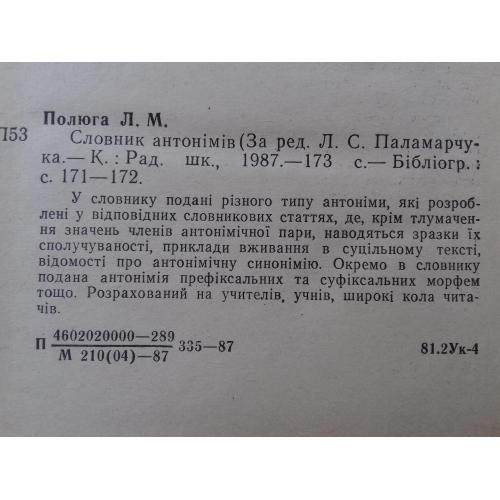 Полюга Л. М.
П53 Словник антонімів (За ред. Л. С. Паламарчу-
ка.— К. : Рад. шк., 1987.—173 с.— Бібліогр. :
с. 171—172.
У словнику подані різного типу антоніми, які розроб-
лені у відповідних словникових статтях, де, крім тлумачен-
ня значень членів антонімічної пари, наводяться зразки їх
сполучуваності, приклади вживання в суцільному тексті,
відомості про антонімічну синонімію. Окремо в словнику
подана антонімія префіксальних та суфіксальних морфем
тощо. Розрахований на учителів, учнів, широкі кола чита-
чів.
П 4602020000—289
М 210(04)—87 335—87 81.2Ук-4